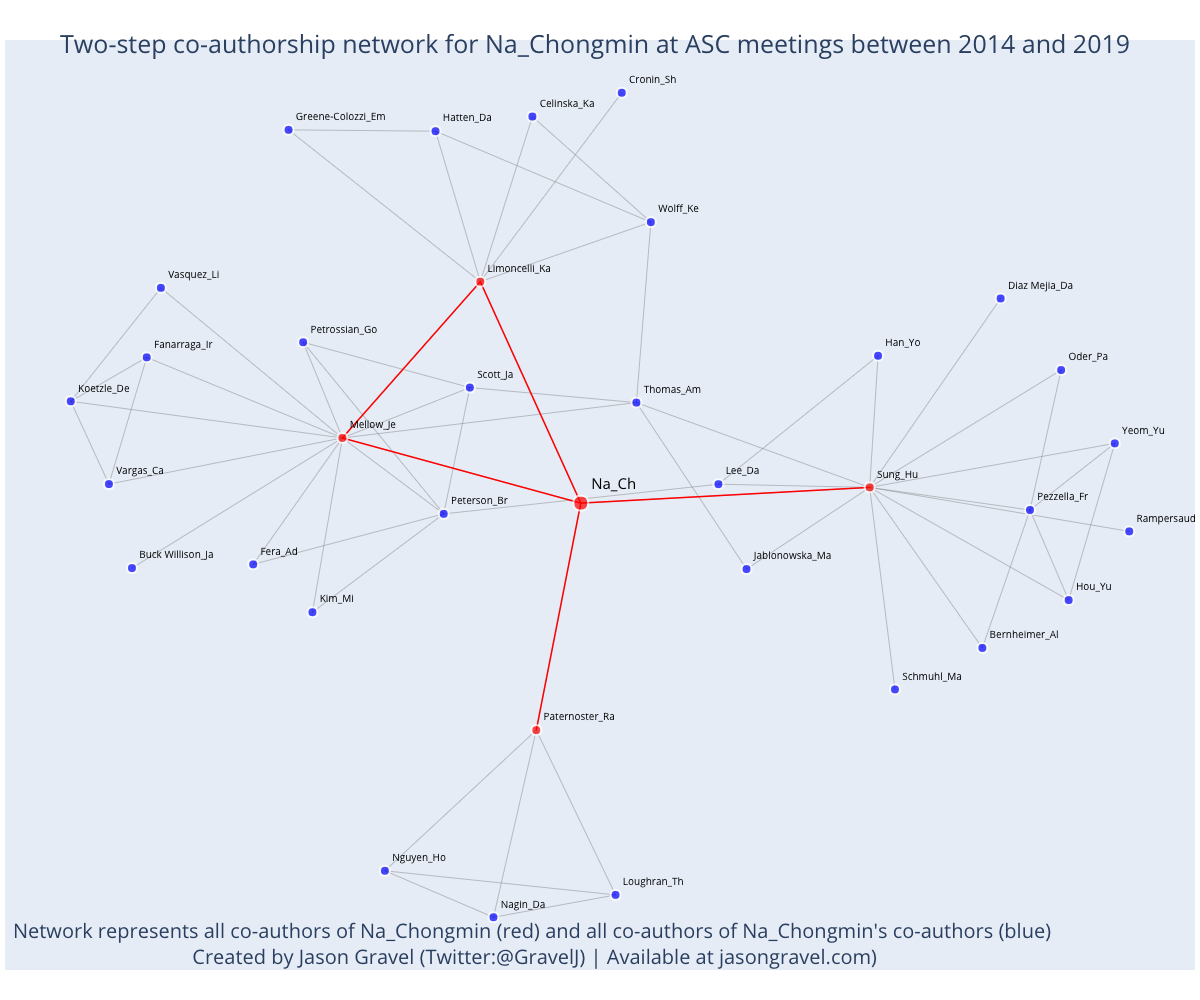 Two-step co-authorship network for Na_Chongmin at ASC meetings between 2014 and 2019
Cronin_Sh
Celinska_Ka
Greene-Colozzi_Em
Hatten_Da
Wolff_Ke
Limoncelli_Ka
Vasquez_Li
Diaz Mejia_Da
Petrossian_Go
Fanarraga_Ir
Han_Yo
Oder_Pa
Scott_Ja
Koetzle_De
Thomas_Am
Mellow_Je
Yeom_Yu
Vargas_Ca
Lee_Da
Sung_Hu
Na_Ch
Peterson_Br
Pezzella_Fr
Rampersaud
Buck Willison_Ja
Fera_Ad
Jablonowska_Ma
Hou_Yu
Kim_Mi
Bernheimer_Al
Schmuhl_Ma
Paternoster_Ra
Nguyen_Ho
Loughran_Th
Nagin_Da
Network represents all co-authors of Na_Chongmin (red) and all co-authors of Na_Chongmin's co-authors (blue)
Created by Jason Gravel (Twitter:@GravelJ) | Available at jasongravel.com)